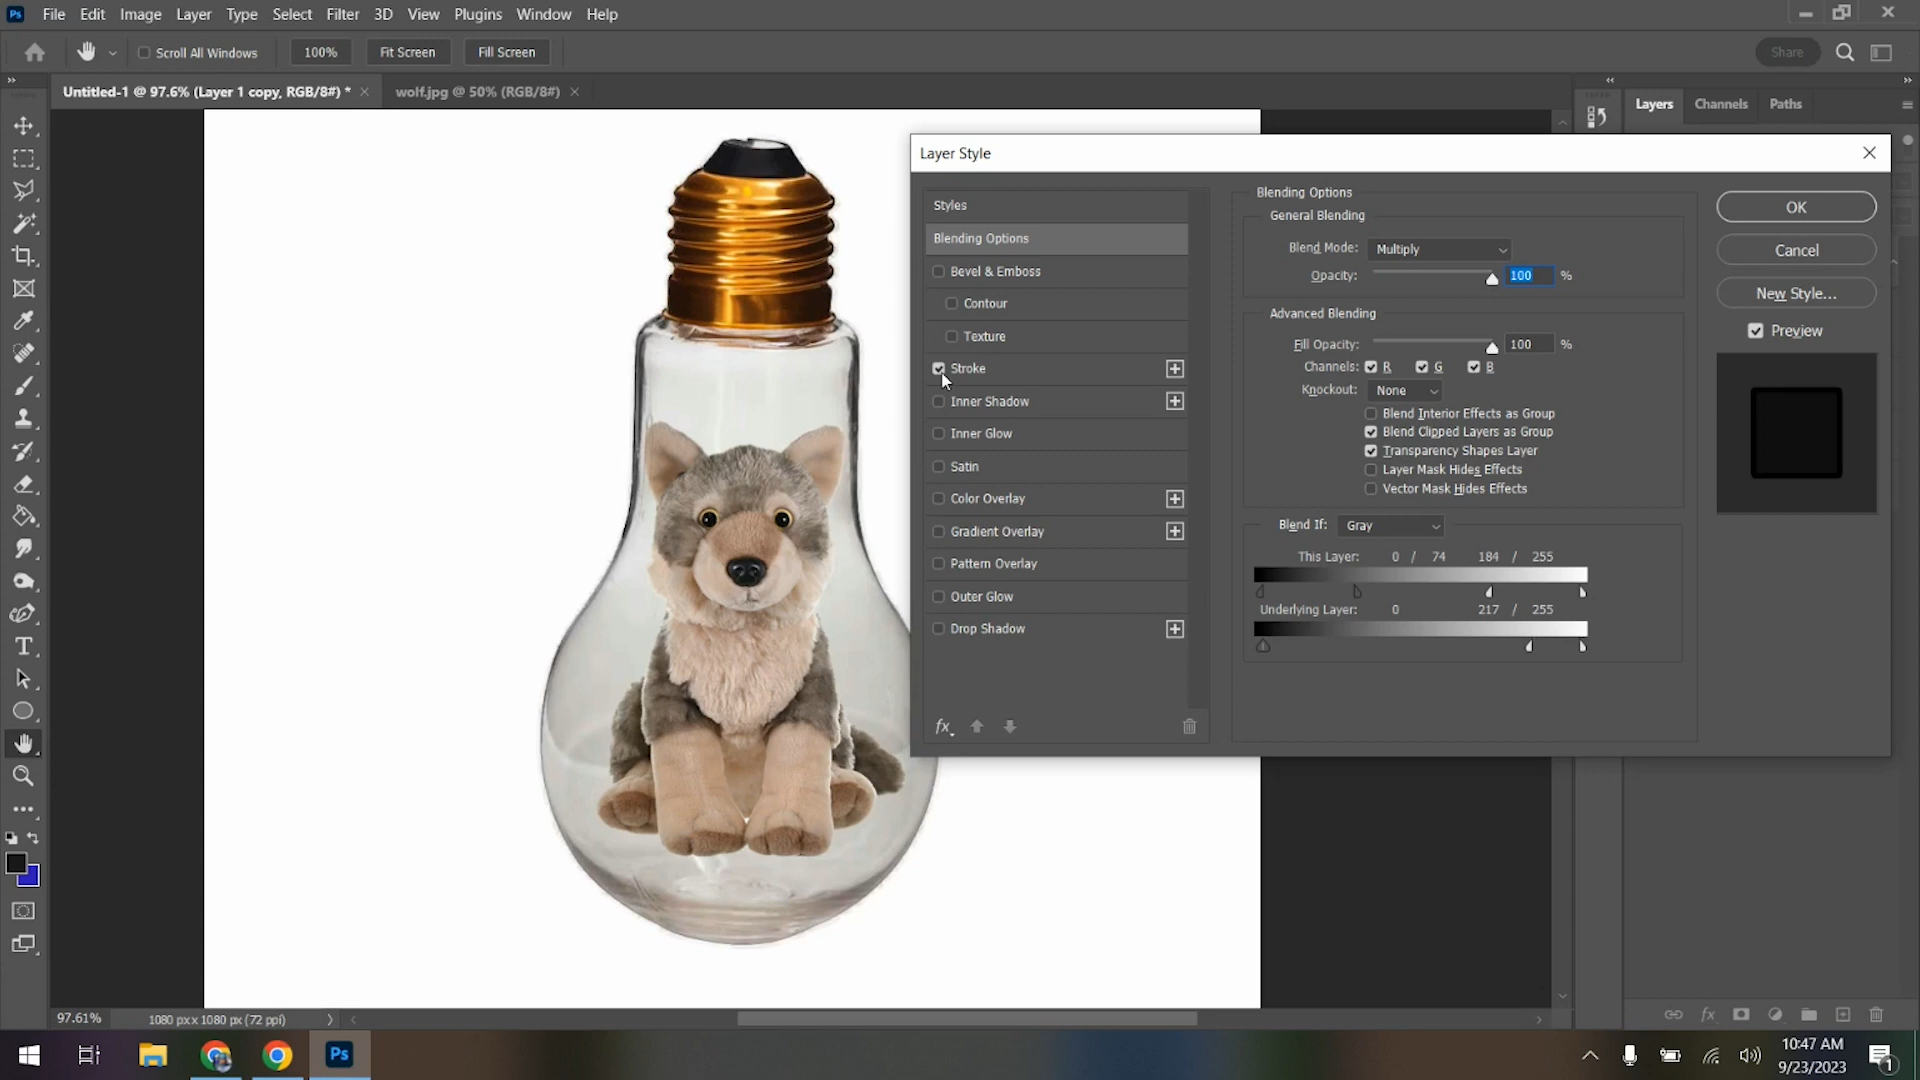 Ps File Edit Image Layer Type Select Filter 3D View Plugins Window Help
Scroll All Windows 100% Fit Screen Fill Screen Share
Untitled-1 @ 97.6% (Layer 1 copy, RGB/8#) * wolf.jpg @ 50% (RGB/8#) Layers Channels Paths
Layer Style
Styles
Blending Options
Bevel & Emboss
Contour
Texture
Stroke
Inner Shadow
Inner Glow
Satin
Color Overlay
Gradient Overlay
Pattern Overlay
Outer Glow
Drop Shadow
fx
Blending Options
General Blending
Blend Mode: Multiply
Opacity: 100 %
Advanced Blending
Fill Opacity: 100 %
Channels: R G B
Knockout: None
Blend Interior Effects as Group
Blend Clipped Layers as Group
Transparency Shapes Layer
Layer Mask Hides Effects
Vector Mask Hides Effects
Blend If: Gray
This Layer: 0 / 74 184 / 255
Underlying Layer: 0 217 / 255
OK
Cancel
New Style...
Preview
T
97.61% 1080 px x 1080 px (72 ppi)
fx
Ps
10:47 AM
9/23/2023
1